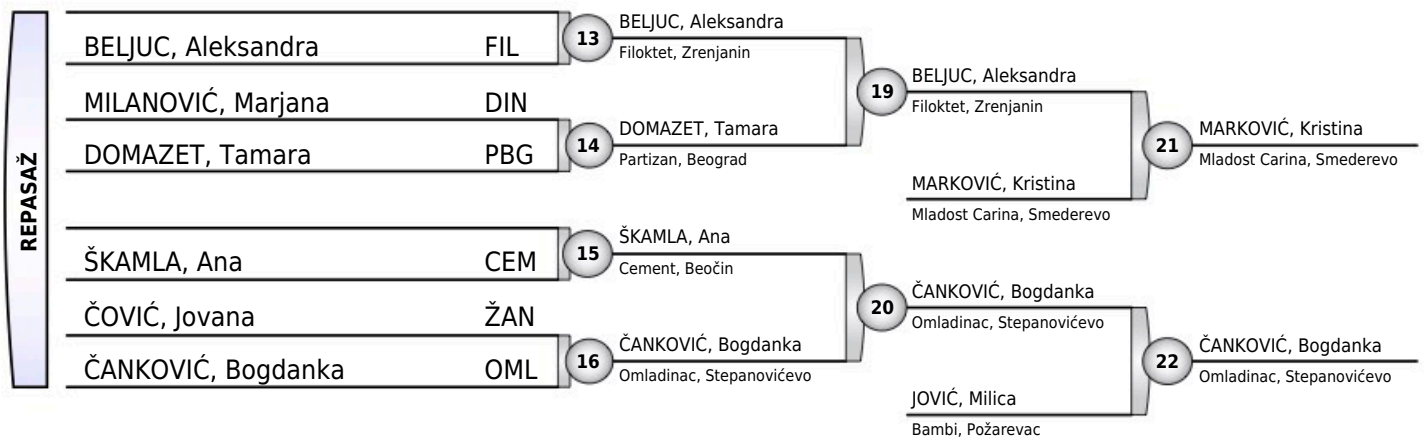 REPASAŽ
BELJUC, Aleksandra FIL
MILANOVIĆ, Marjana DIN
DOMAZET, Tamara PBG
ŠKAMLA, Ana CEM
ČOVIĆ, Jovana ŽAN
ČANKOVIĆ, Bogdanka OML
13
BELJUC, Aleksandra
Filoktet, Zrenjanin
14
DOMAZET, Tamara
Partizan, Beograd
15
ŠKAMLA, Ana
Cement, Beočin
16
ČANKOVIĆ, Bogdanka
Omladinac, Stepanovićevo
19
BELJUC, Aleksandra
Filoktet, Zrenjanin
MARKOVIĆ, Kristina
Mladost Carina, Smederevo
20
ČANKOVIĆ, Bogdanka
Omladinac, Stepanovićevo
JOVIĆ, Milica
Bambi, Požarevac
21
MARKOVIĆ, Kristina
Mladost Carina, Smederevo
22
ČANKOVIĆ, Bogdanka
Omladinac, Stepanovićevo